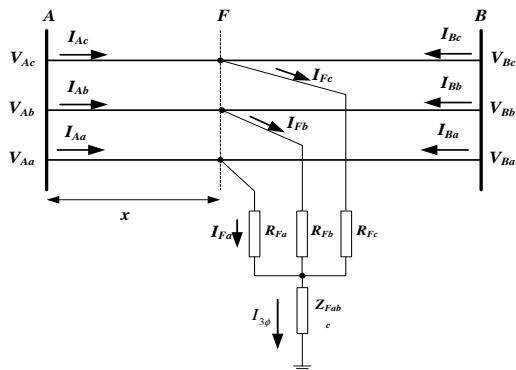 A F B
I_Ac I_Bc
V_Ac V_Bc
I_Fc
I_Ab I_Bb
V_Ab V_Bb
I_Fb
I_Aa I_Ba
V_Aa V_Ba
x
I_Fa R_Fa R_Fb R_Fc
I_3ϕ Z_Fab
c